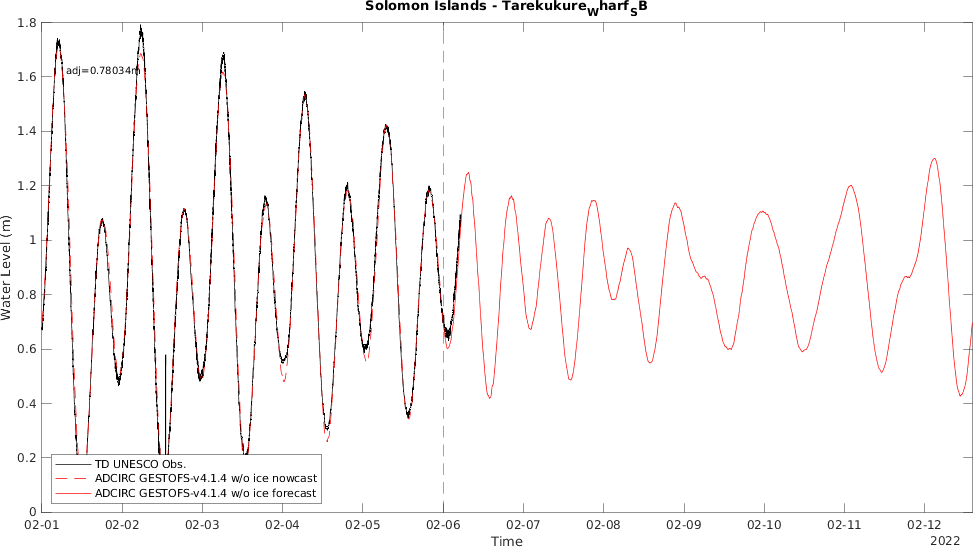 Solomon Islands - TarekukureWharfSB
1.8
1.6
1.4
1.2
1
0.8
0.6
0.4
0.2
0
Water Level (m)
adj=0.78034m
TD UNESCO Obs.
ADCIRC GESTOFS-v4.1.4 w/o ice nowcast
ADCIRC GESTOFS-v4.1.4 w/o ice forecast
02-01 02-02 02-03 02-04 02-05 02-06 02-07 02-08 02-09 02-10 02-11 02-12
Time
2022